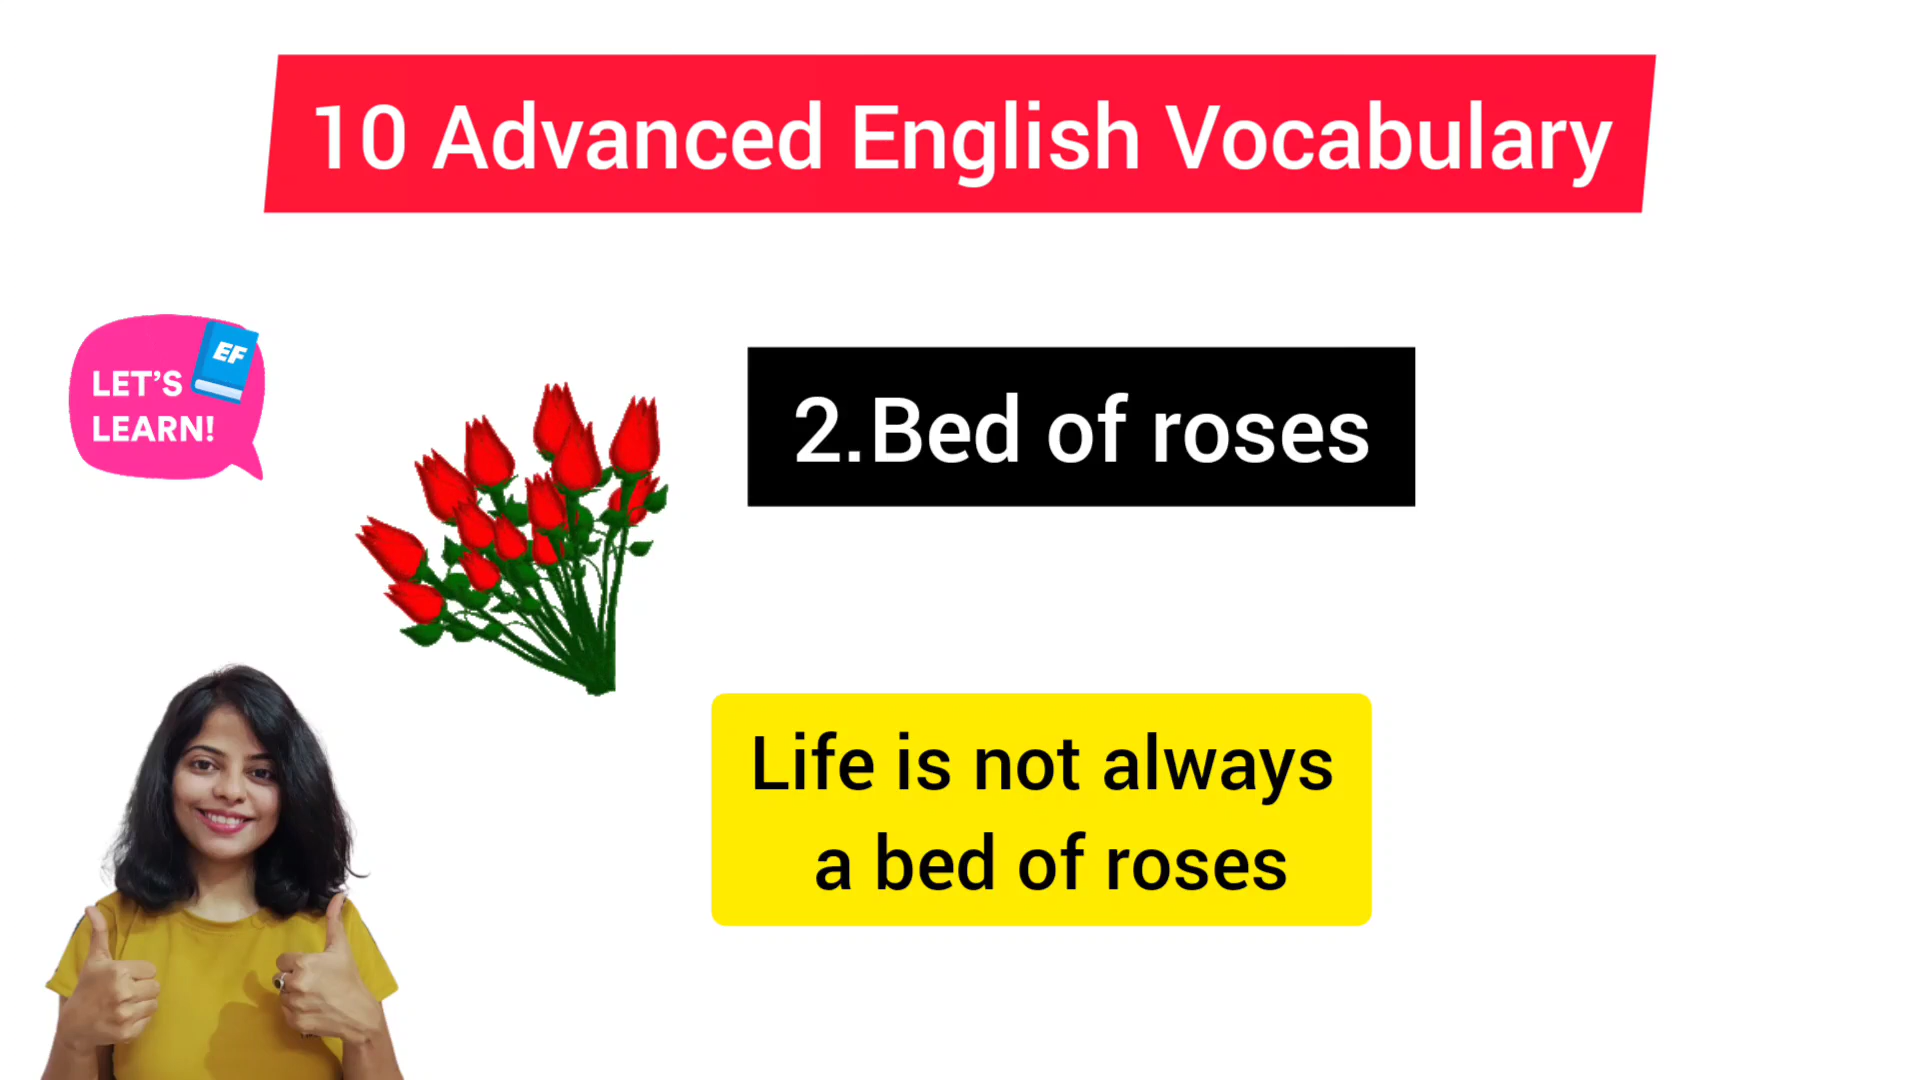 10 Advanced English Vocabulary
EF
LET'S
LEARN!
2.Bed of roses
Life is not always
a bed of roses